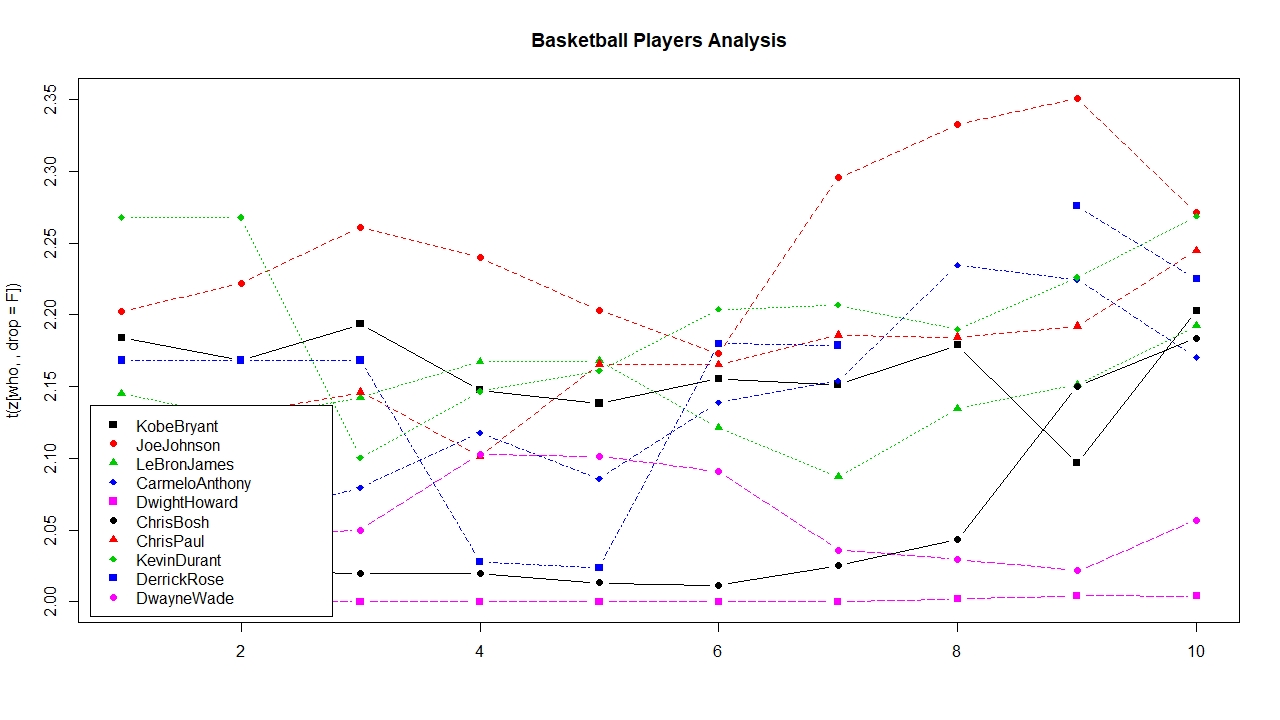 Basketball Players Analysis
t(z[who, , drop = F])
2.35
2.30
2.25
2.20
2.15
2.10
2.05
2.00
KobeBryant
JoeJohnson
LeBronJames
CarmeloAnthony
DwightHoward
ChrisBosh
ChrisPaul
KevinDurant
DerrickRose
DwayneWade
2 4 6 8 10